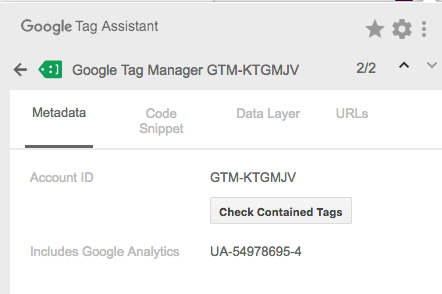 Google Tag Assistant
Google Tag Manager GTM-KTGMJV 2/2
Metadata Code Snippet Data Layer URLs
Account ID GTM-KTGMJV
Check Contained Tags
Includes Google Analytics UA-54978695-4